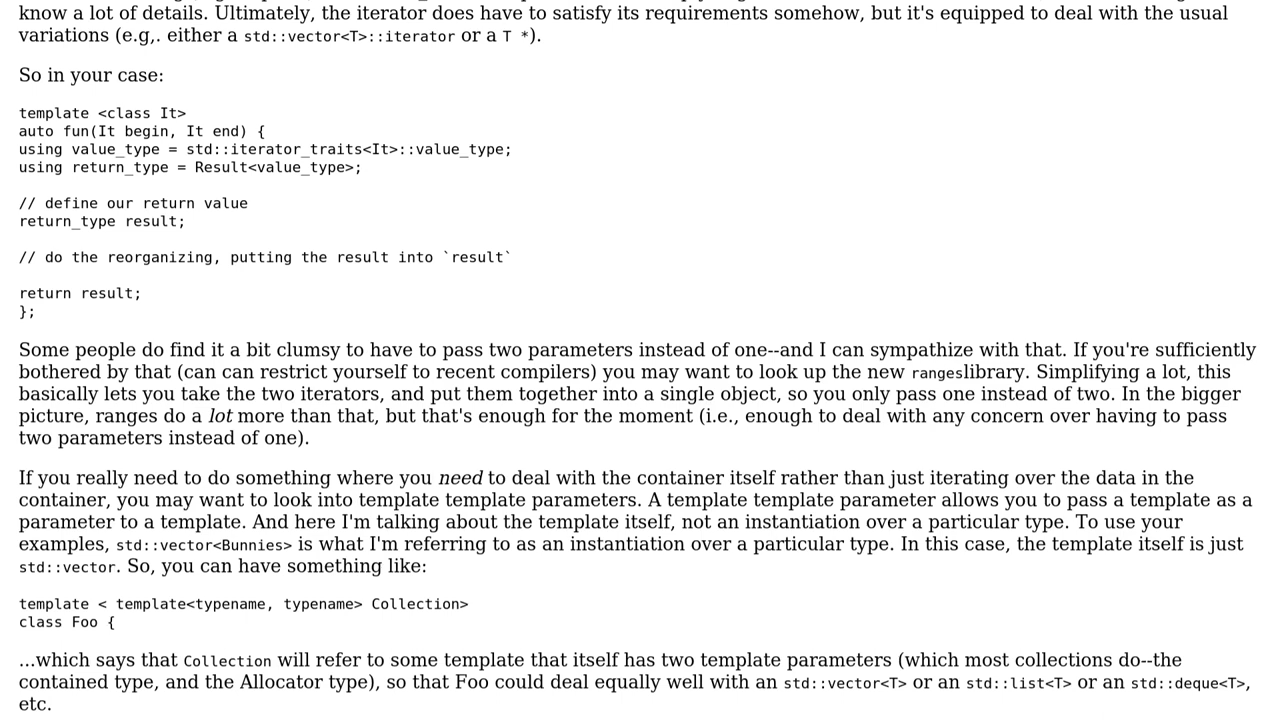 know a lot of details. Ultimately, the iterator does have to satisfy its requirements somehow, but it's equipped to deal with the usual
variations (e.g,. either a std::vector<T>::iterator or a T *).
So in your case:
template <class It>
auto fun(It begin, It end) {
using value_type = std::iterator_traits<It>::value_type;
using return_type = Result<value_type>;
// define our return value
return_type result;
// do the reorganizing, putting the result into `result`
return result;
};
Some people do find it a bit clumsy to have to pass two parameters instead of one--and I can sympathize with that. If you're sufficiently
bothered by that (can can restrict yourself to recent compilers) you may want to look up the new rangeslibrary. Simplifying a lot, this
basically lets you take the two iterators, and put them together into a single object, so you only pass one instead of two. In the bigger
picture, ranges do a lot more than that, but that's enough for the moment (i.e., enough to deal with any concern over having to pass
two parameters instead of one).
If you really need to do something where you need to deal with the container itself rather than just iterating over the data in the
container, you may want to look into template template parameters. A template template parameter allows you to pass a template as a
parameter to a template. And here I'm talking about the template itself, not an instantiation over a particular type. To use your
examples, std::vector<Bunnies> is what I'm referring to as an instantiation over a particular type. In this case, the template itself is just
std::vector. So, you can have something like:
template < template<typename, typename> Collection>
class Foo {
...which says that Collection will refer to some template that itself has two template parameters (which most collections do--the
contained type, and the Allocator type), so that Foo could deal equally well with an std::vector<T> or an std::list<T> or an std::deque<T>,
etc.